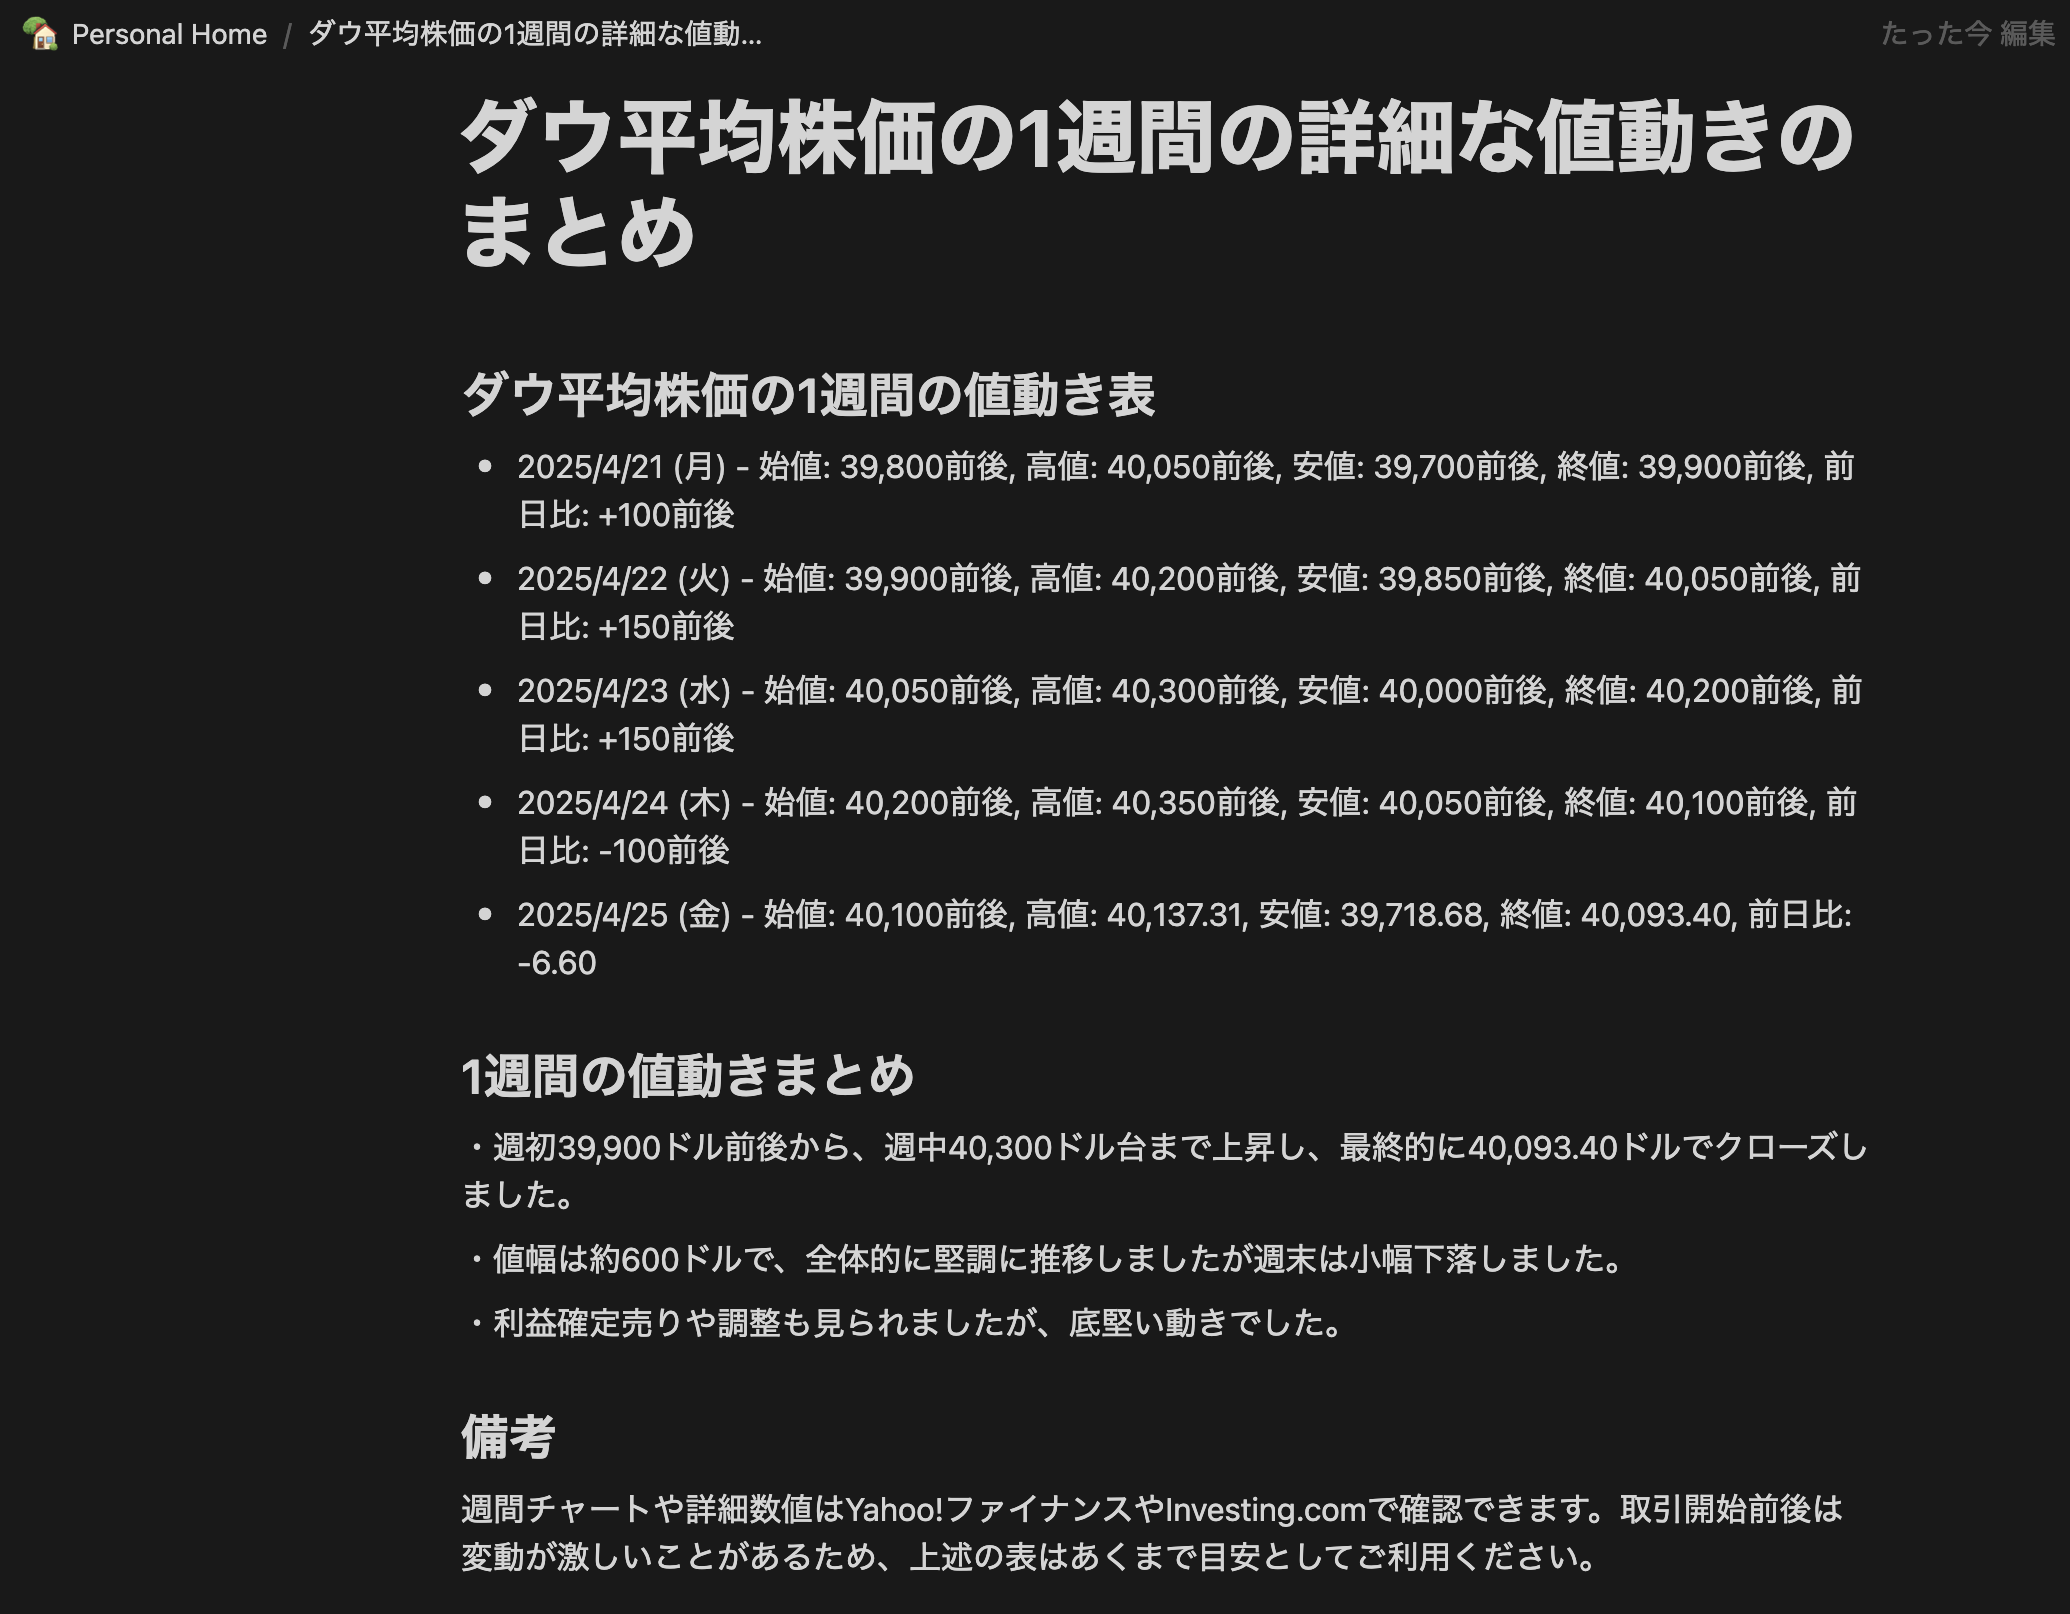 Personal Home / ダウ平均株価の1週間の詳細な値動...
たった今 編集
ダウ平均株価の1週間の詳細な値動きの
まとめ
ダウ平均株価の1週間の値動き表
• 2025/4/21 (月) - 始値: 39,800前後, 高値: 40,050前後, 安値: 39,700前後, 終値: 39,900前後, 前
日比: +100前後
• 2025/4/22 (火) - 始値: 39,900前後, 高値: 40,200前後, 安値: 39,850前後, 終値: 40,050前後, 前
日比: +150前後
• 2025/4/23 (水) - 始値: 40,050前後, 高値: 40,300前後, 安値: 40,000前後, 終値: 40,200前後, 前
日比: +150前後
• 2025/4/24 (木) - 始値: 40,200前後, 高値: 40,350前後, 安値: 40,050前後, 終値: 40,100前後, 前
日比: -100前後
• 2025/4/25 (金) - 始値: 40,100前後, 高値: 40,137.31, 安値: 39,718.68, 終値: 40,093.40, 前日比:
-6.60
1週間の値動きまとめ
・週初39,900ドル前後から、週中40,300ドル台まで上昇し、最終的に40,093.40ドルでクローズし
ました。
・値幅は約600ドルで、全体的に堅調に推移しましたが週末は小幅下落しました。
・利益確定売りや調整も見られましたが、底堅い動きでした。
備考
週間チャートや詳細数値はYahoo!ファイナンスやInvesting.comで確認できます。取引開始前後は
変動が激しいことがあるため、上述の表はあくまで目安としてご利用ください。